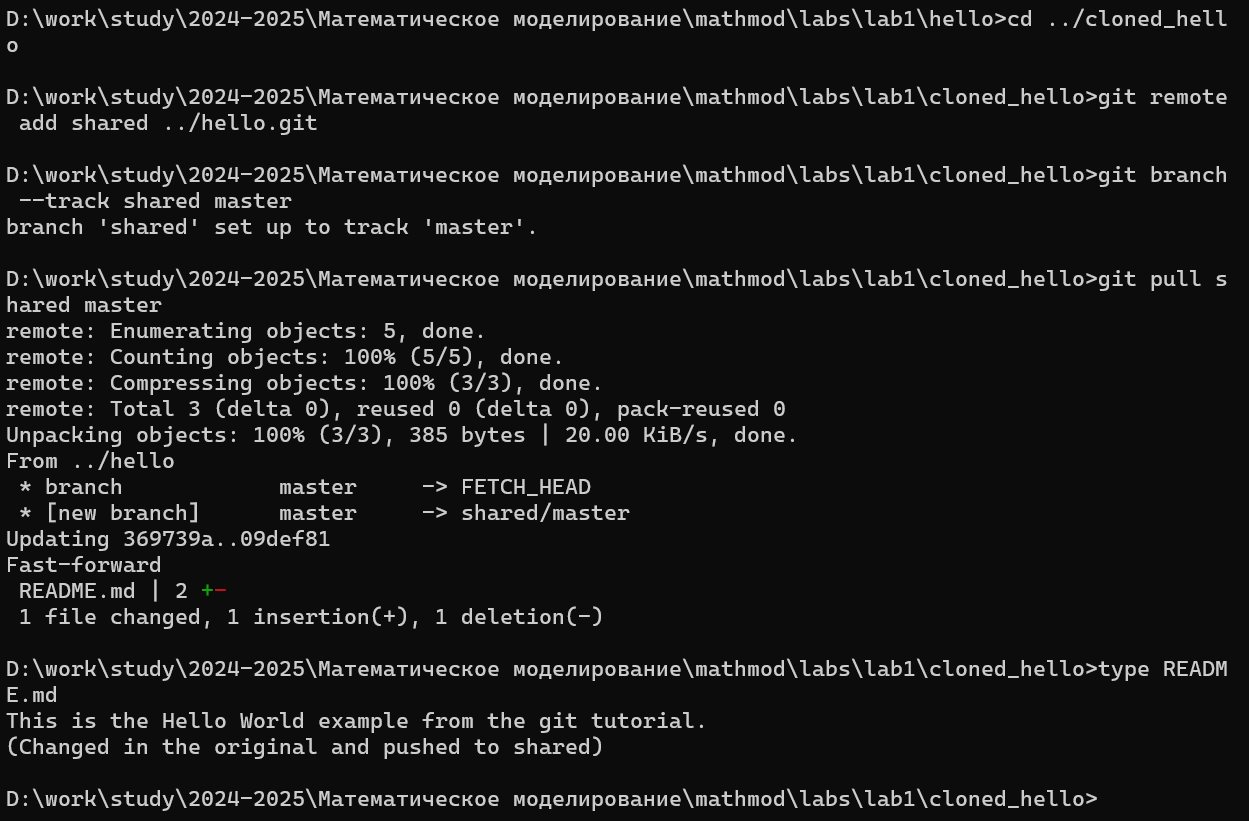 D:\work\study\2024-2025\Математическое моделирование\mathmod\labs\lab1\hello>cd ../cloned_hell
o
D:\work\study\2024-2025\Математическое моделирование\mathmod\labs\lab1\cloned_hello>git remote
 add shared ../hello.git
D:\work\study\2024-2025\Математическое моделирование\mathmod\labs\lab1\cloned_hello>git branch
 --track shared master
branch 'shared' set up to track 'master'.
D:\work\study\2024-2025\Математическое моделирование\mathmod\labs\lab1\cloned_hello>git pull s
hared master
remote: Enumerating objects: 5, done.
remote: Counting objects: 100% (5/5), done.
remote: Compressing objects: 100% (3/3), done.
remote: Total 3 (delta 0), reused 0 (delta 0), pack-reused 0
Unpacking objects: 100% (3/3), 385 bytes | 20.00 KiB/s, done.
From ../hello
 * branch            master     -> FETCH_HEAD
 * [new branch]      master     -> shared/master
Updating 369739a..09def81
Fast-forward
 README.md | 2 +-
 1 file changed, 1 insertion(+), 1 deletion(-)
D:\work\study\2024-2025\Математическое моделирование\mathmod\labs\lab1\cloned_hello>type READM
E.md
This is the Hello World example from the git tutorial.
(Changed in the original and pushed to shared)
D:\work\study\2024-2025\Математическое моделирование\mathmod\labs\lab1\cloned_hello>